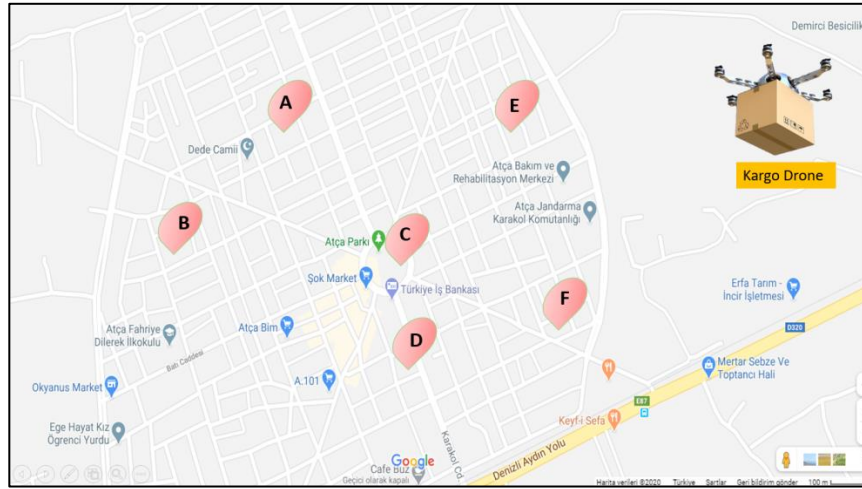 Demirci Besicilik
A
E
Dede Camii
Atça Bakım ve
Rehabilitasyon Merkezi
Kargo Drone
B
Atça Jandarma
Karakol Komutanlığı
C
Atça Parkı
Şok Market
Türkiye İş Bankası
Erfa Tarım -
İncir İşletmesi
F
Atça Fahriye
Dilerek İlkokulu
Atça Bim
D320
D
Batı Caddesi
Mertar Sebze Ve
Toptancı Hali
Okyanus Market
A.101
E87
Ege Hayat Kız
Öğrenci Yurdu
Keyf-i Sefa
Karakol Cd.
Denizli Aydın Yolu
Google
Cafe Buz
Geçici olarak kapalı
Harita verileri ©2020 Türkiye Şartlar Geri bildirim gönder 100 m